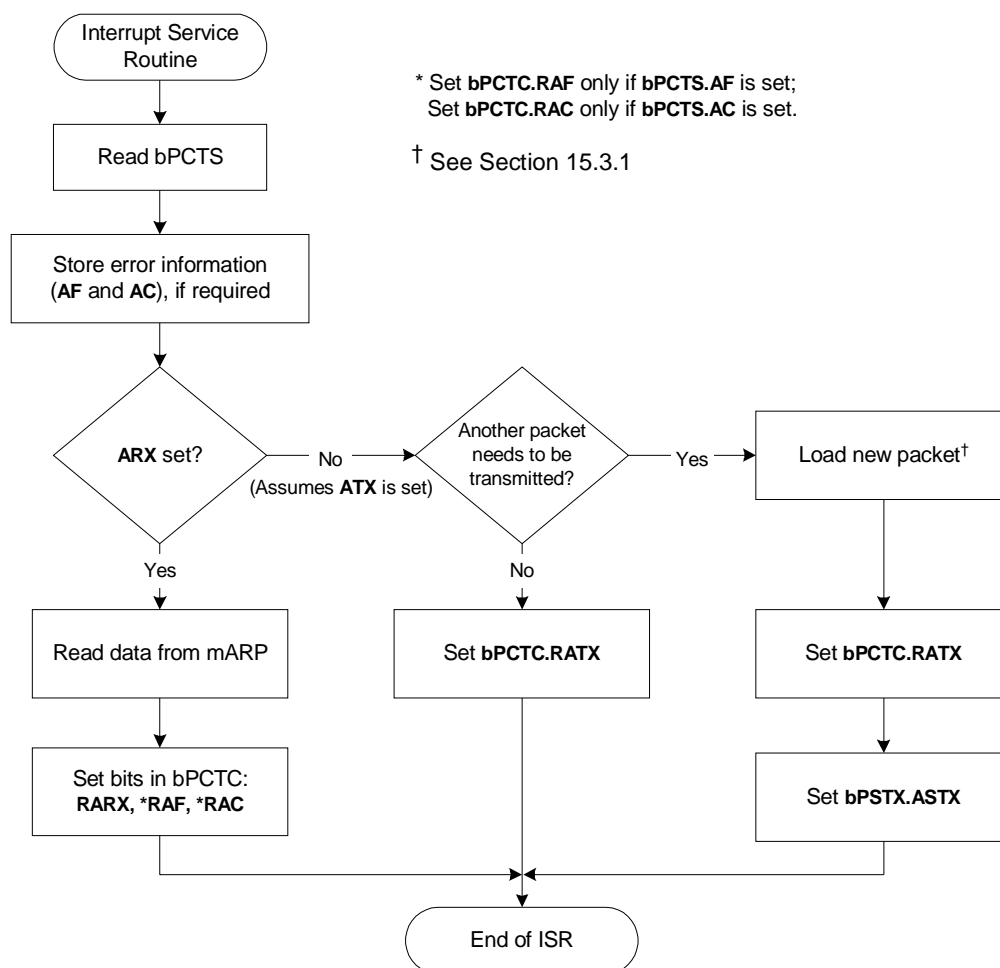 Interrupt Service
Routine
* Set bPCTC.RAF only if bPCTS.AF is set;
Set bPCTC.RAC only if bPCTS.AC is set.
† See Section 15.3.1
Read bPCTS
Store error information
(AF and AC), if required
ARX set?
No
(Assumes ATX is set)
Another packet
needs to be
transmitted?
Yes
Load new packet†
Yes
No
Read data from mARP
Set bPCTC.RATX
Set bPCTC.RATX
Set bits in bPCTC:
RARX, *RAF, *RAC
Set bPSTX.ASTX
End of ISR